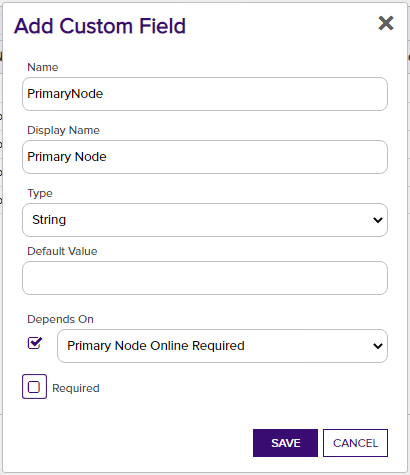 Add Custom Field
Name
PrimaryNode
Display Name
Primary Node
Type
String
Default Value
Depends On
Primary Node Online Required
Required
SAVE
CANCEL